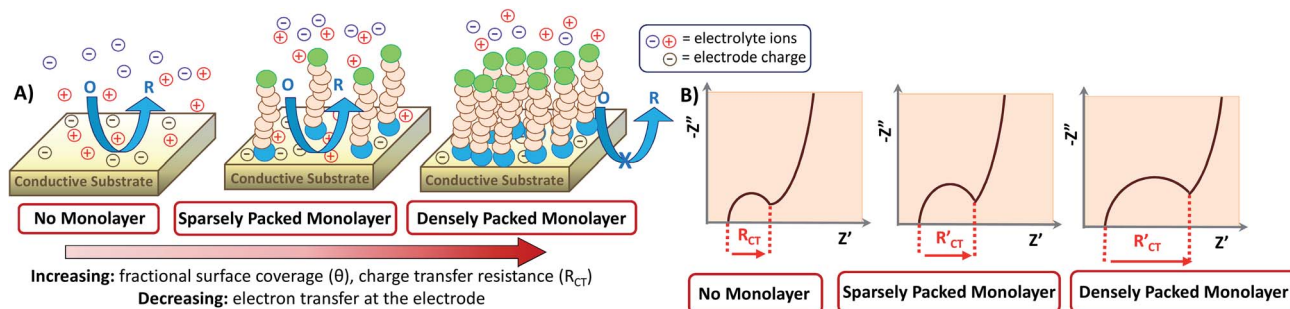 = electrolyte ions
= electrode charge
A)
O R
O R
O R
Conductive Substrate
Conductive Substrate
Conductive Substrate
No Monolayer
Sparsely Packed Monolayer
Densely Packed Monolayer
Increasing: fractional surface coverage (θ), charge transfer resistance (RCT)
Decreasing: electron transfer at the electrode
B)
-Z"
RCT
Z'
No Monolayer
-Z"
R'CT
Z'
Sparsely Packed Monolayer
-Z"
R'CT
Z'
Densely Packed Monolayer